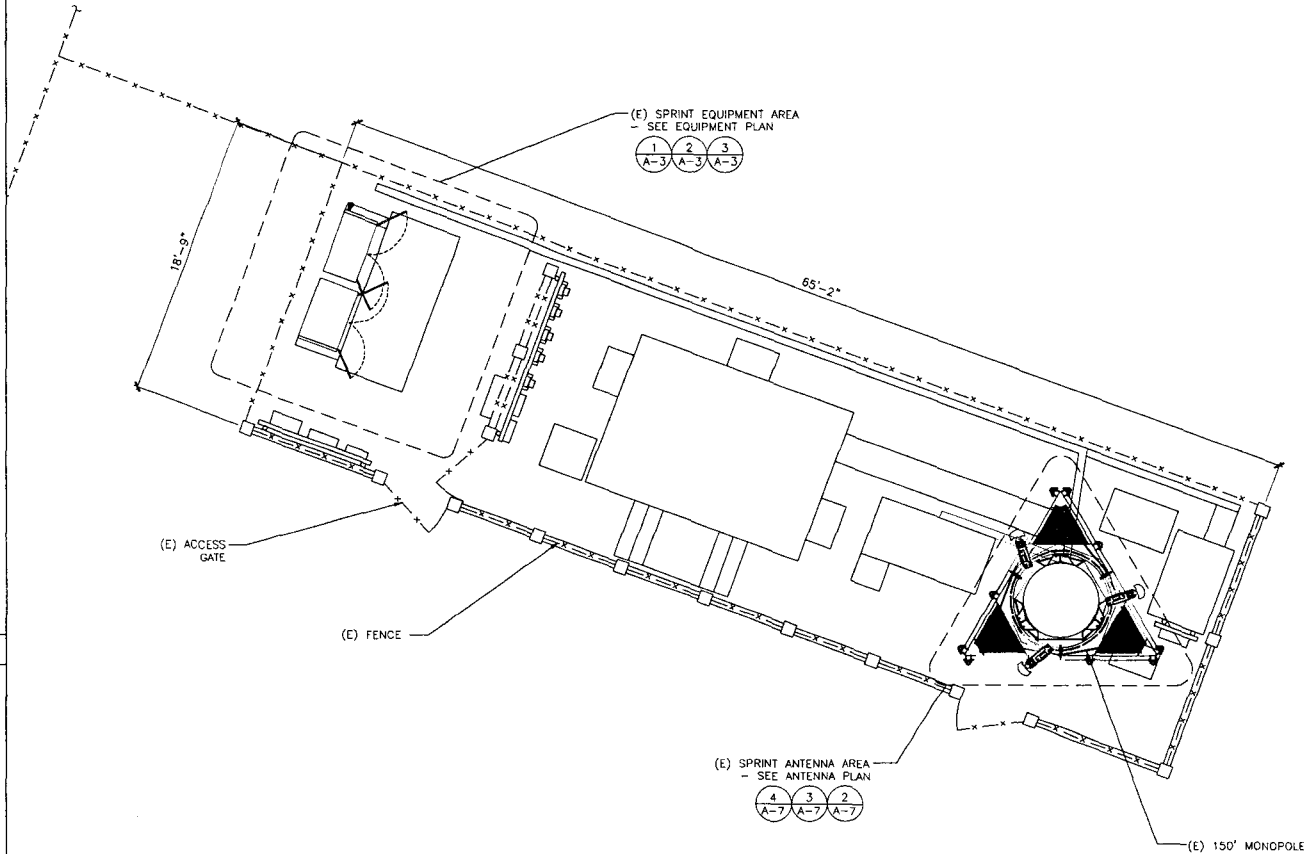 (E) SPRINT EQUIPMENT AREA
- SEE EQUIPMENT PLAN
1 2 3
A-3 A-3 A-3
18'-9"
65'-2"
(E) ACCESS
GATE
(E) FENCE
(E) SPRINT ANTENNA AREA
- SEE ANTENNA PLAN
4 3 2
A-7 A-7 A-7
(E) 150' MONOPOLE